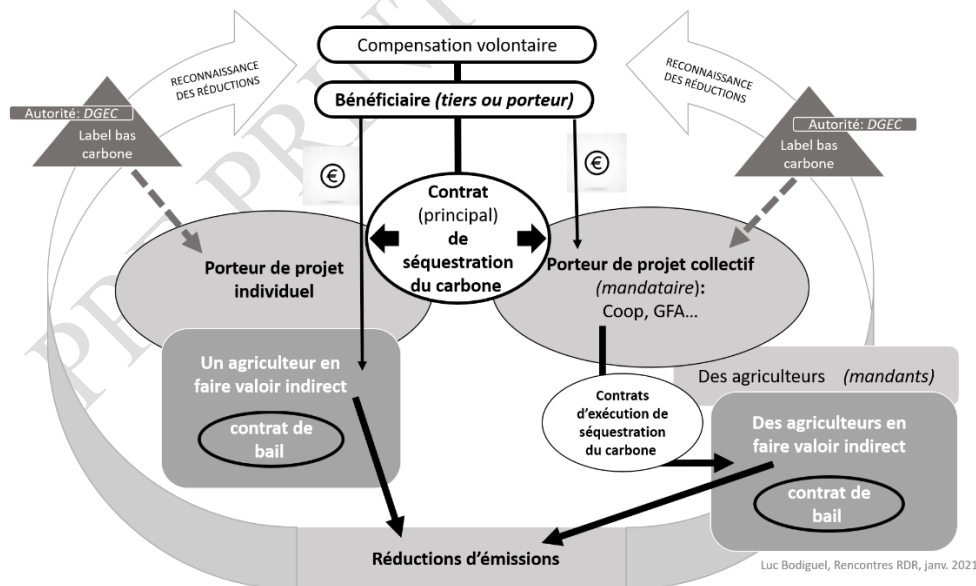 PRE PRINT
Compensation volontaire
RECONNAISSANCE
DES RÉDUCTIONS
RECONNAISSANCE
DES RÉDUCTIONS
Bénéficiaire (tiers ou porteur)
Autorité: DGEC
Label bas
carbone
Autorité: DGEC
Label bas
carbone
€
€
Contrat
(principal)
de
séquestration
du carbone
Porteur de projet
individuel
Porteur de projet collectif
(mandataire):
Coop, GFA...
Un agriculteur en
faire valoir indirect
contrat de
bail
Des agriculteurs (mandants)
Contrats
d'exécution de
séquestration
du carbone
Des agriculteurs en
faire valoir indirect
contrat de
bail
Réductions d'émissions
Luc Bodiguel, Rencontres RDR, janv. 2021